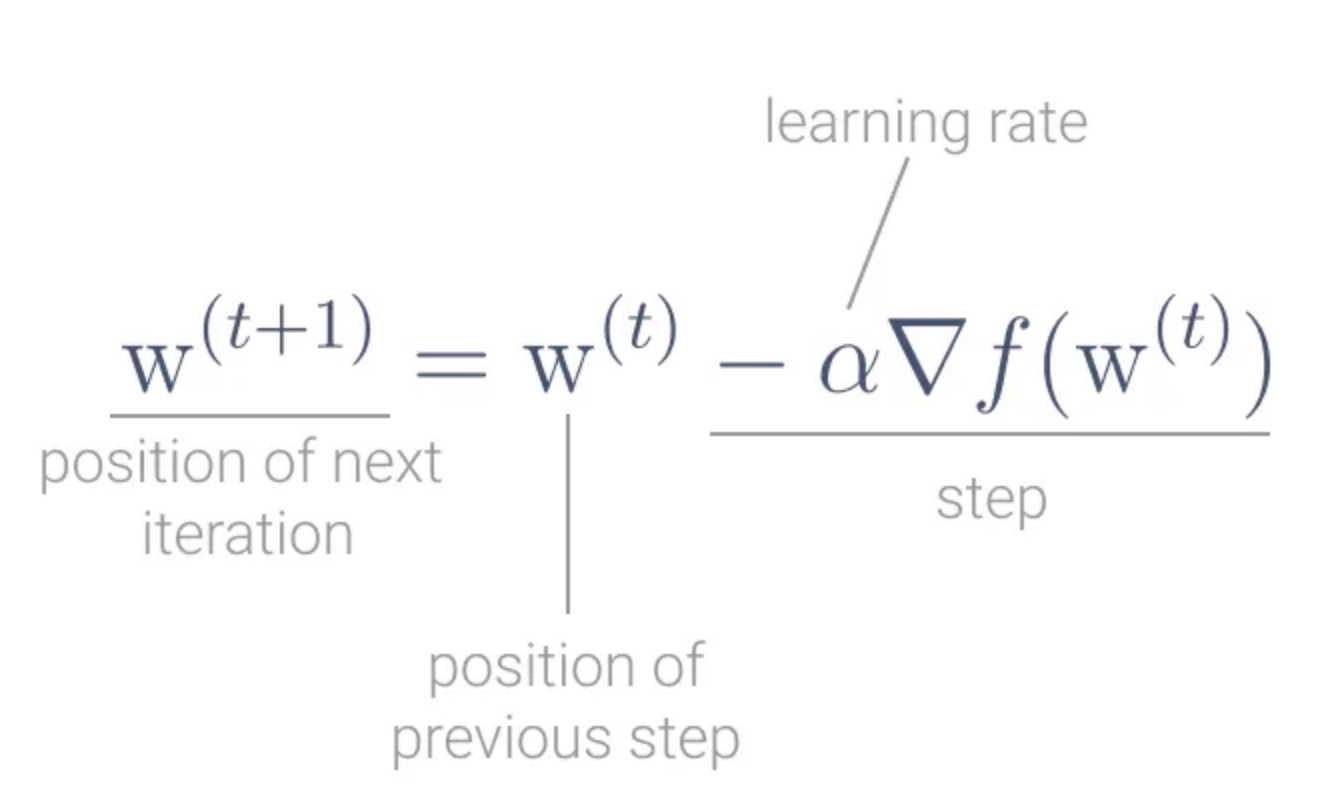 learning rate
w^(t+1) = w^(t) − α∇f(w^(t))
position of next
iteration
step
position of
previous step